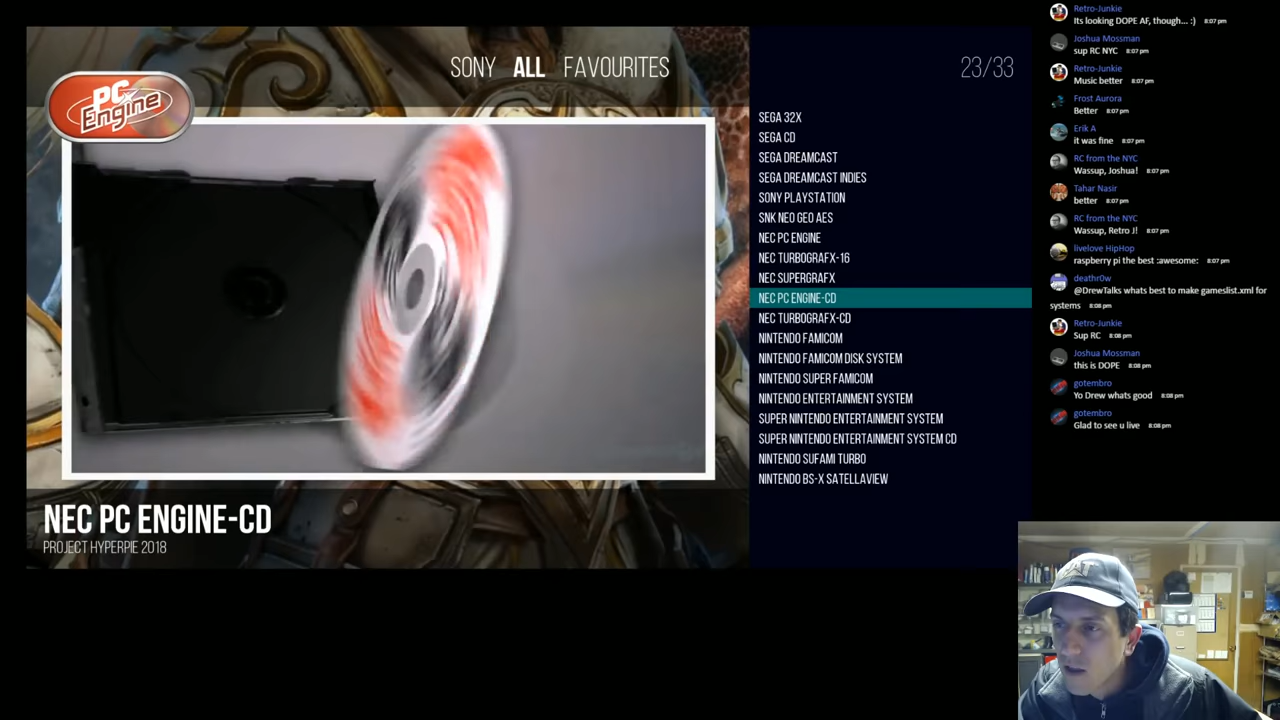 SONY ALL FAVOURITES
23/33
PC Engine
SEGA 32X
SEGA CD
SEGA DREAMCAST
SEGA DREAMCAST INDIES
SONY PLAYSTATION
SNK NEO GEO AES
NEC PC ENGINE
NEC TURBOGRAFX-16
NEC SUPERGRAFX
NEC PC ENGINE-CD
NEC TURBOGRAFX-CD
NINTENDO FAMICOM
NINTENDO FAMICOM DISK SYSTEM
NINTENDO SUPER FAMICOM
NINTENDO ENTERTAINMENT SYSTEM
SUPER NINTENDO ENTERTAINMENT SYSTEM
SUPER NINTENDO ENTERTAINMENT SYSTEM CD
NINTENDO SUFAMI TURBO
NINTENDO BS-X SATELLAVIEW
NEC PC ENGINE-CD
PROJECT HYPERPIE 2018
Retro-Junkie
Its looking DOPE AF, though... :) 8:07 pm
Joshua Mossman
sup RC NYC 8:07 pm
Retro-Junkie
Music better 8:07 pm
Frost Aurora
Better 8:07 pm
Erik A
it was fine 8:07 pm
RC from the NYC
Wassup, Joshua! 8:07 pm
Tahar Nasir
better 8:07 pm
RC from the NYC
Wassup, Retro J! 8:07 pm
livelove HipHop
raspberry pi the best :awesome: 8:07 pm
deathr0w
@DrewTalks whats best to make gameslist.xml for
systems 8:08 pm
Retro-Junkie
Sup RC 8:08 pm
Joshua Mossman
this is DOPE 8:08 pm
gotembro
Yo Drew whats good 8:08 pm
gotembro
Glad to see u live 8:08 pm
CAT